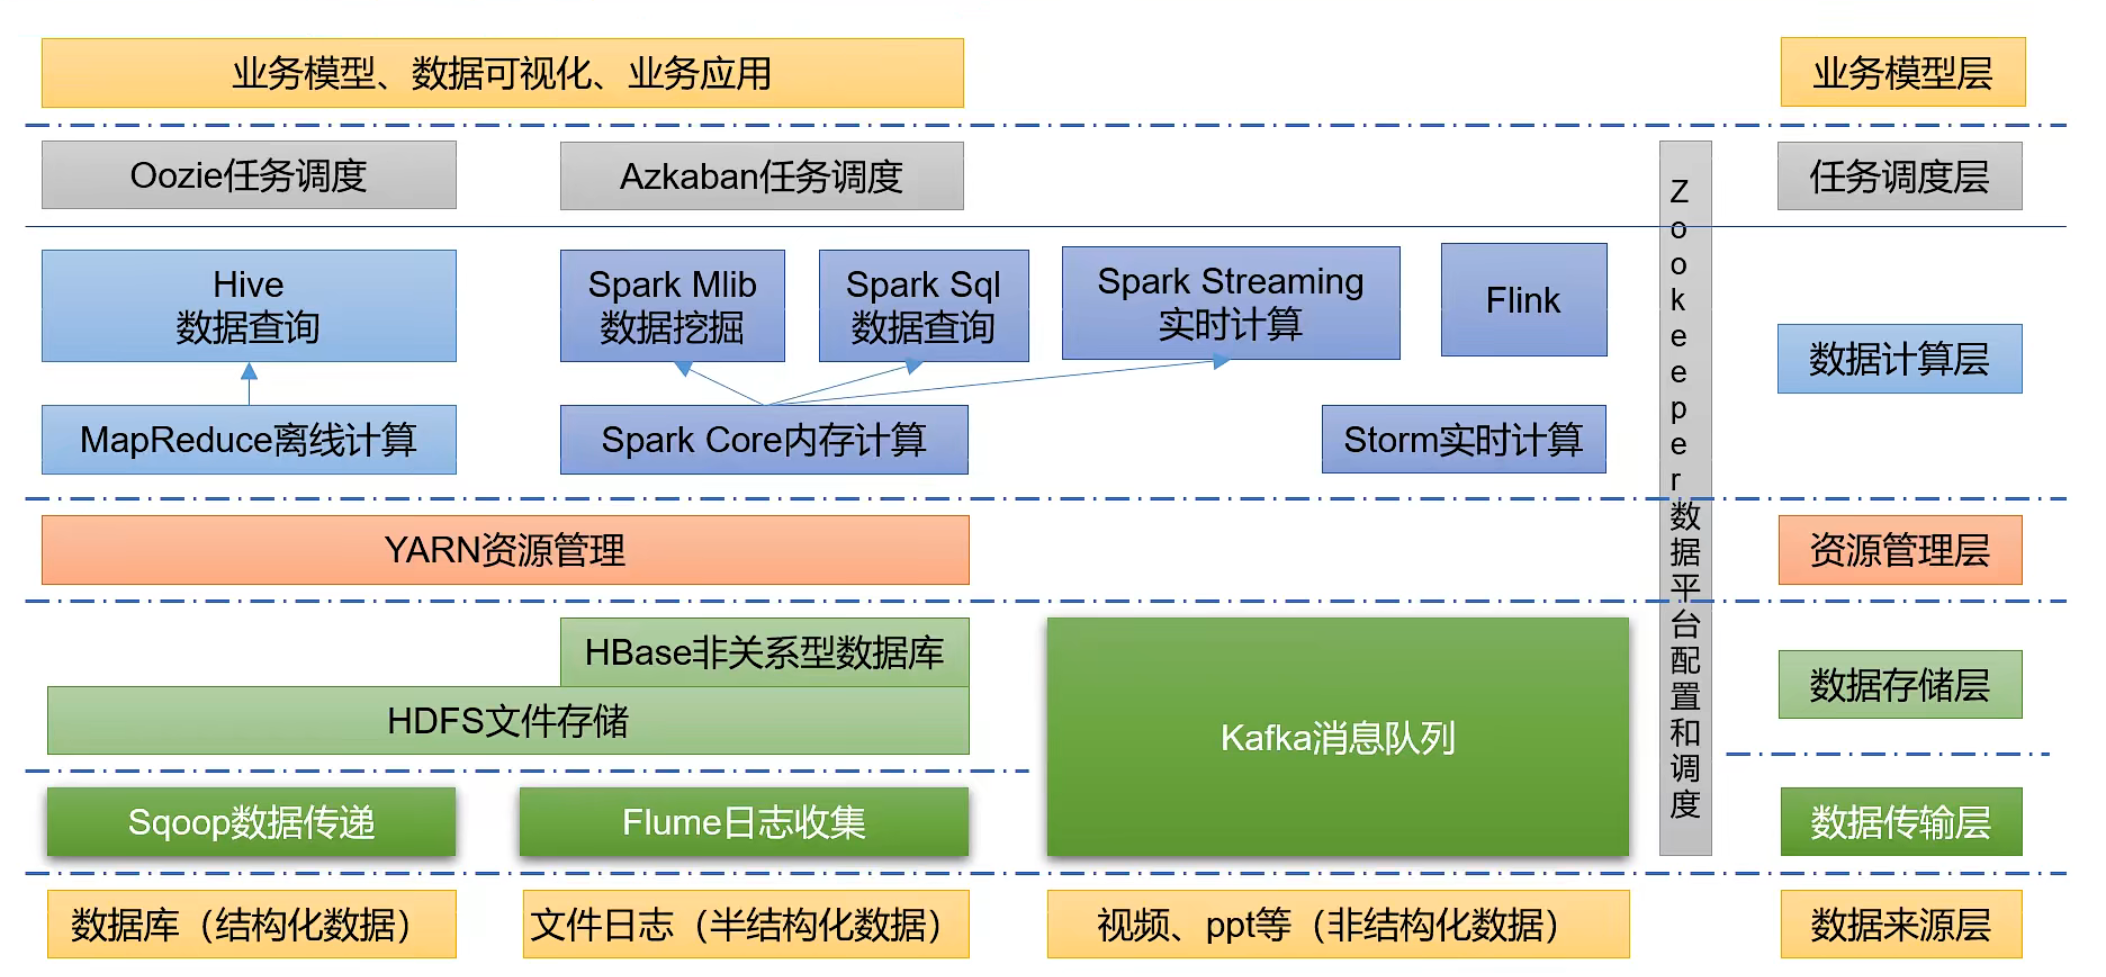 业务模型、数据可视化、业务应用
业务模型层
Oozie任务调度
Azkaban任务调度
任务调度层
Hive
数据查询
Spark Mlib
数据挖掘
Spark Sql
数据查询
Spark Streaming
实时计算
Flink
Zookeeper数据平台配置和调度
数据计算层
MapReduce离线计算
Spark Core内存计算
Storm实时计算
YARN资源管理
资源管理层
HBase非关系型数据库
HDFS文件存储
Kafka消息队列
数据存储层
Sqoop数据传递
Flume日志收集
数据传输层
数据库（结构化数据）
文件日志（半结构化数据）
视频、ppt等（非结构化数据）
数据来源层